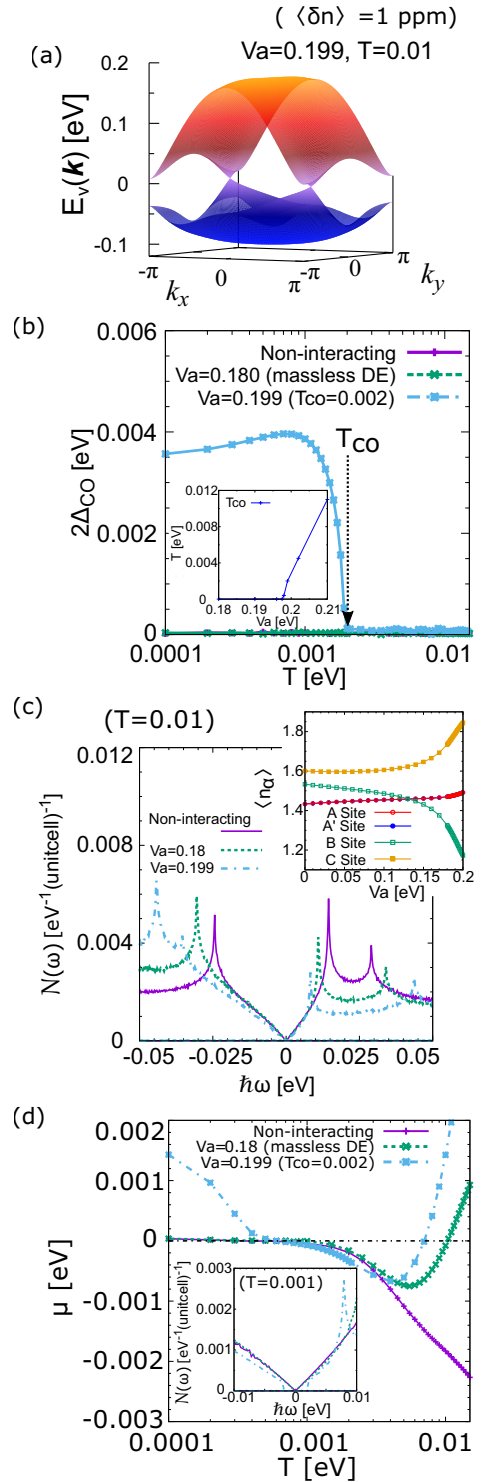 (⟨δn⟩=1 ppm)
(a)
Va=0.199, T=0.01
E_ν(k) [eV]
0.2
0.1
0
-0.1
-π
k_x
0
π
-π
0
k_y
π
(b)
2Δ_CO [eV]
0.006
0.004
0.002
0
Non-interacting
Va=0.180 (massless DE)
Va=0.199 (Tco=0.002)
T_CO
Tco
T [eV]
0.012
0.008
0.004
0
0.18 0.19 0.2 0.21
Va [eV]
0.0001 0.001 0.01
T [eV]
(c)
(T=0.01)
N(ω) [eV⁻¹(unitcell)⁻¹]
0.012
0.008
0.004
0
Non-interacting
Va=0.18
Va=0.199
⟨nα⟩
1.8
1.6
1.4
1.2
A Site
A' Site
B Site
C Site
0 0.05 0.1 0.15 0.2
Va [eV]
-0.05 -0.025 0 0.025 0.05
ħω [eV]
(d)
μ [eV]
0.002
0.001
0
-0.001
-0.002
-0.003
Non-interacting
Va=0.18 (massless DE)
Va=0.199 (Tco=0.002)
(T=0.001)
N(ω) [eV⁻¹(unitcell)⁻¹]
0.003
0.002
0.001
0
-0.01 0 0.01
ħω [eV]
0.0001 0.001 0.01
T [eV]